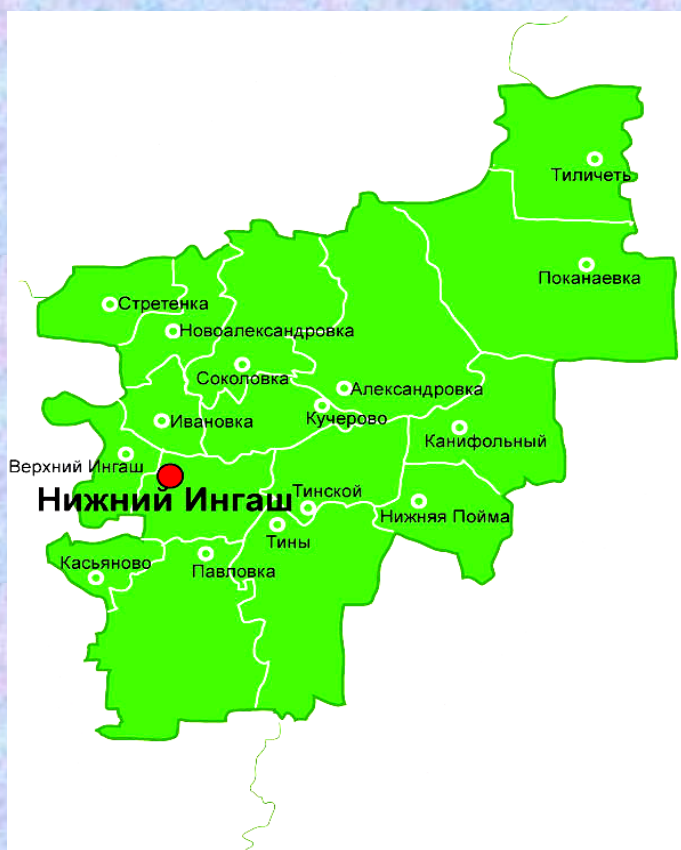 Тиличеть
Поканаевка
Стретенка
Новоалександровка
Соколовка
Александровка
Кучерово
Ивановка
Канифольный
Верхний Ингаш
Нижний Ингаш
Тинской
Нижняя Пойма
Тины
Касьяново
Павловка